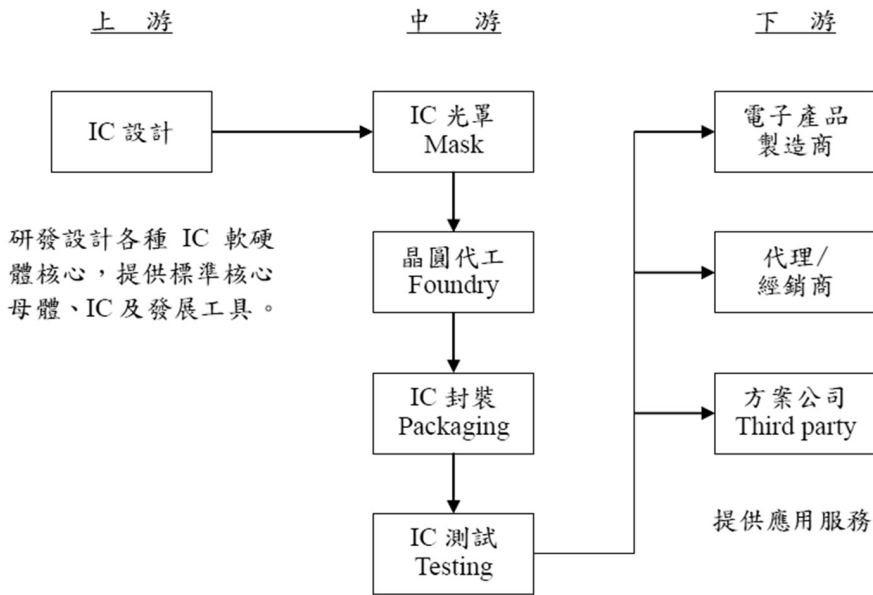 上 游
中 游
下 游
IC 設計
IC 光罩
Mask
電子產品
製造商
研發設計各種 IC 軟硬
體核心，提供標準核心
母體、IC 及發展工具。
晶圓代工
Foundry
代理/
經銷商
IC 封裝
Packaging
方案公司
Third party
IC 測試
Testing
提供應用服務